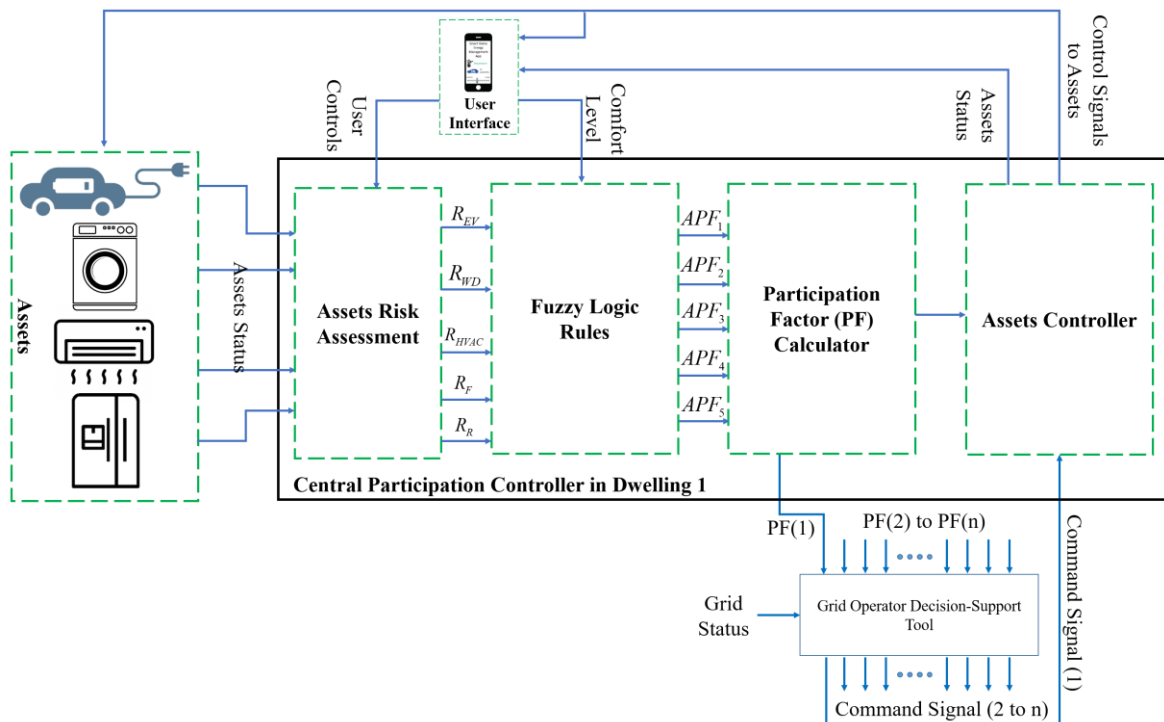 Control Signals
to Assets
User
Interface
User
Controls
Comfort
Level
Assets
Status
Assets
Assets Status
R_EV
R_WD
R_HVAC
R_F
R_R
Assets Risk
Assessment
Fuzzy Logic
Rules
APF_1
APF_2
APF_3
APF_4
APF_5
Participation
Factor (PF)
Calculator
Assets Controller
Central Participation Controller in Dwelling 1
PF(1)
PF(2) to PF(n)
Command Signal (1)
Grid
Status
Grid Operator Decision-Support
Tool
Command Signal (2 to n)